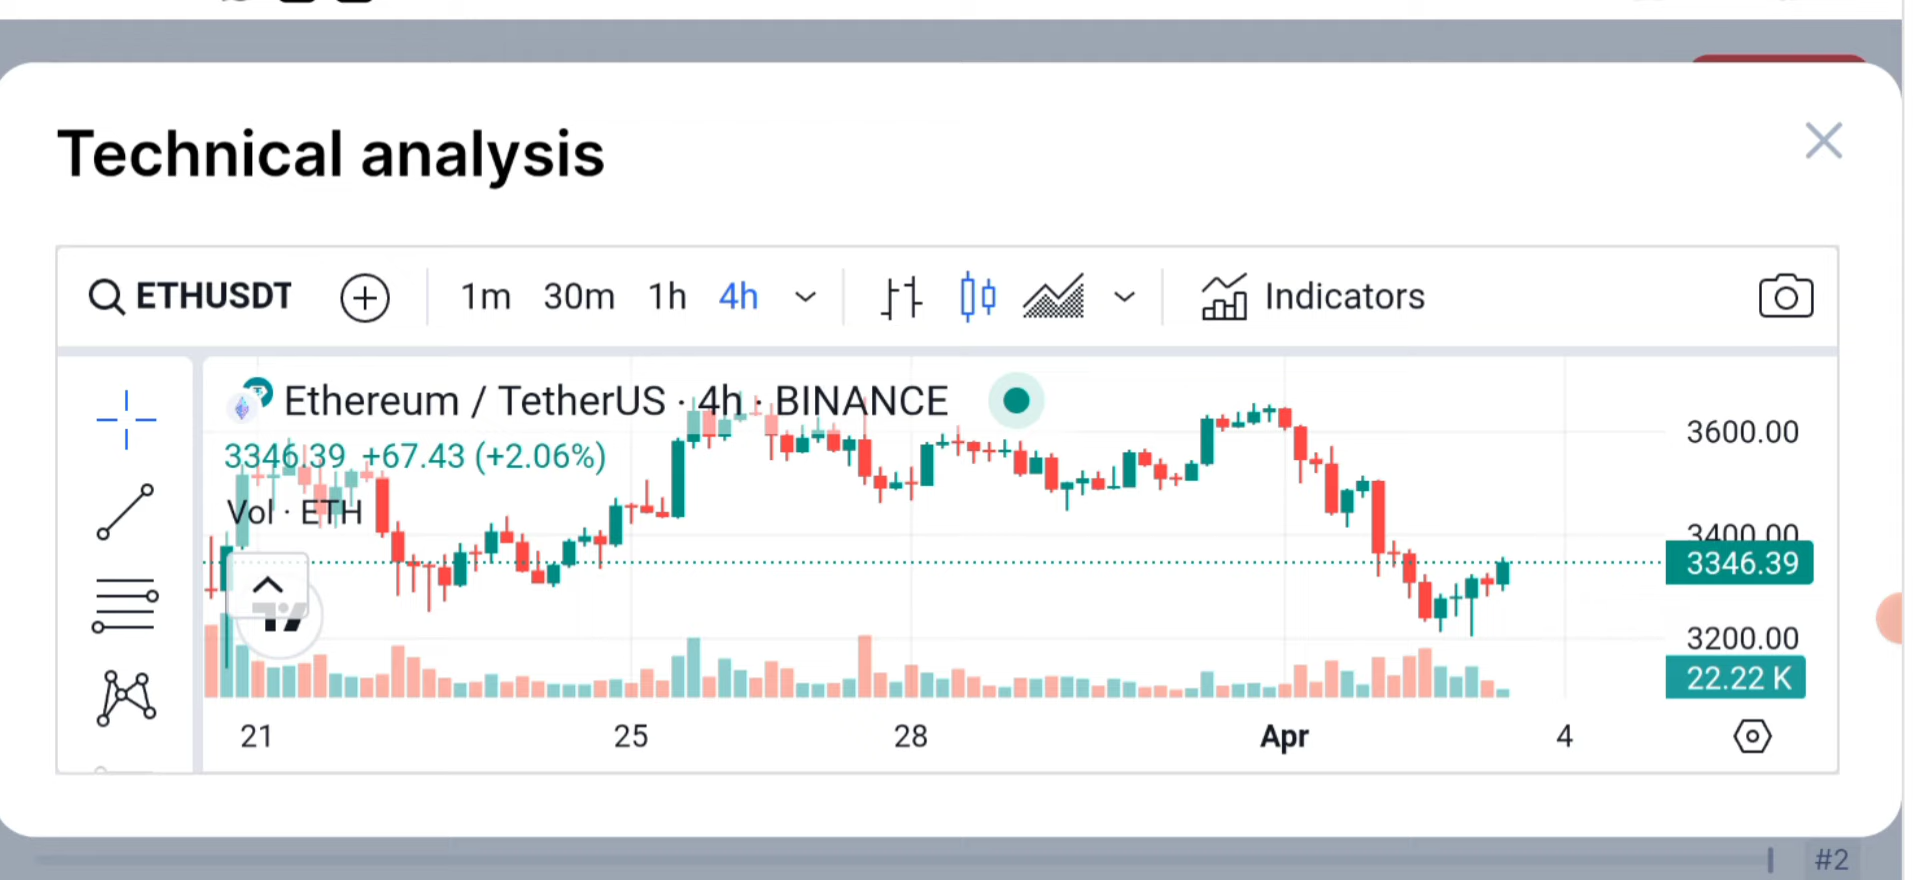 Technical analysis
ETHUSDT 1m 30m 1h 4h Indicators
Ethereum / TetherUS · 4h · BINANCE
3346.39 +67.43 (+2.06%)
Vol · ETH
3600.00
3400.00
3346.39
3200.00
22.22 K
21 25 28 Apr 4
#2